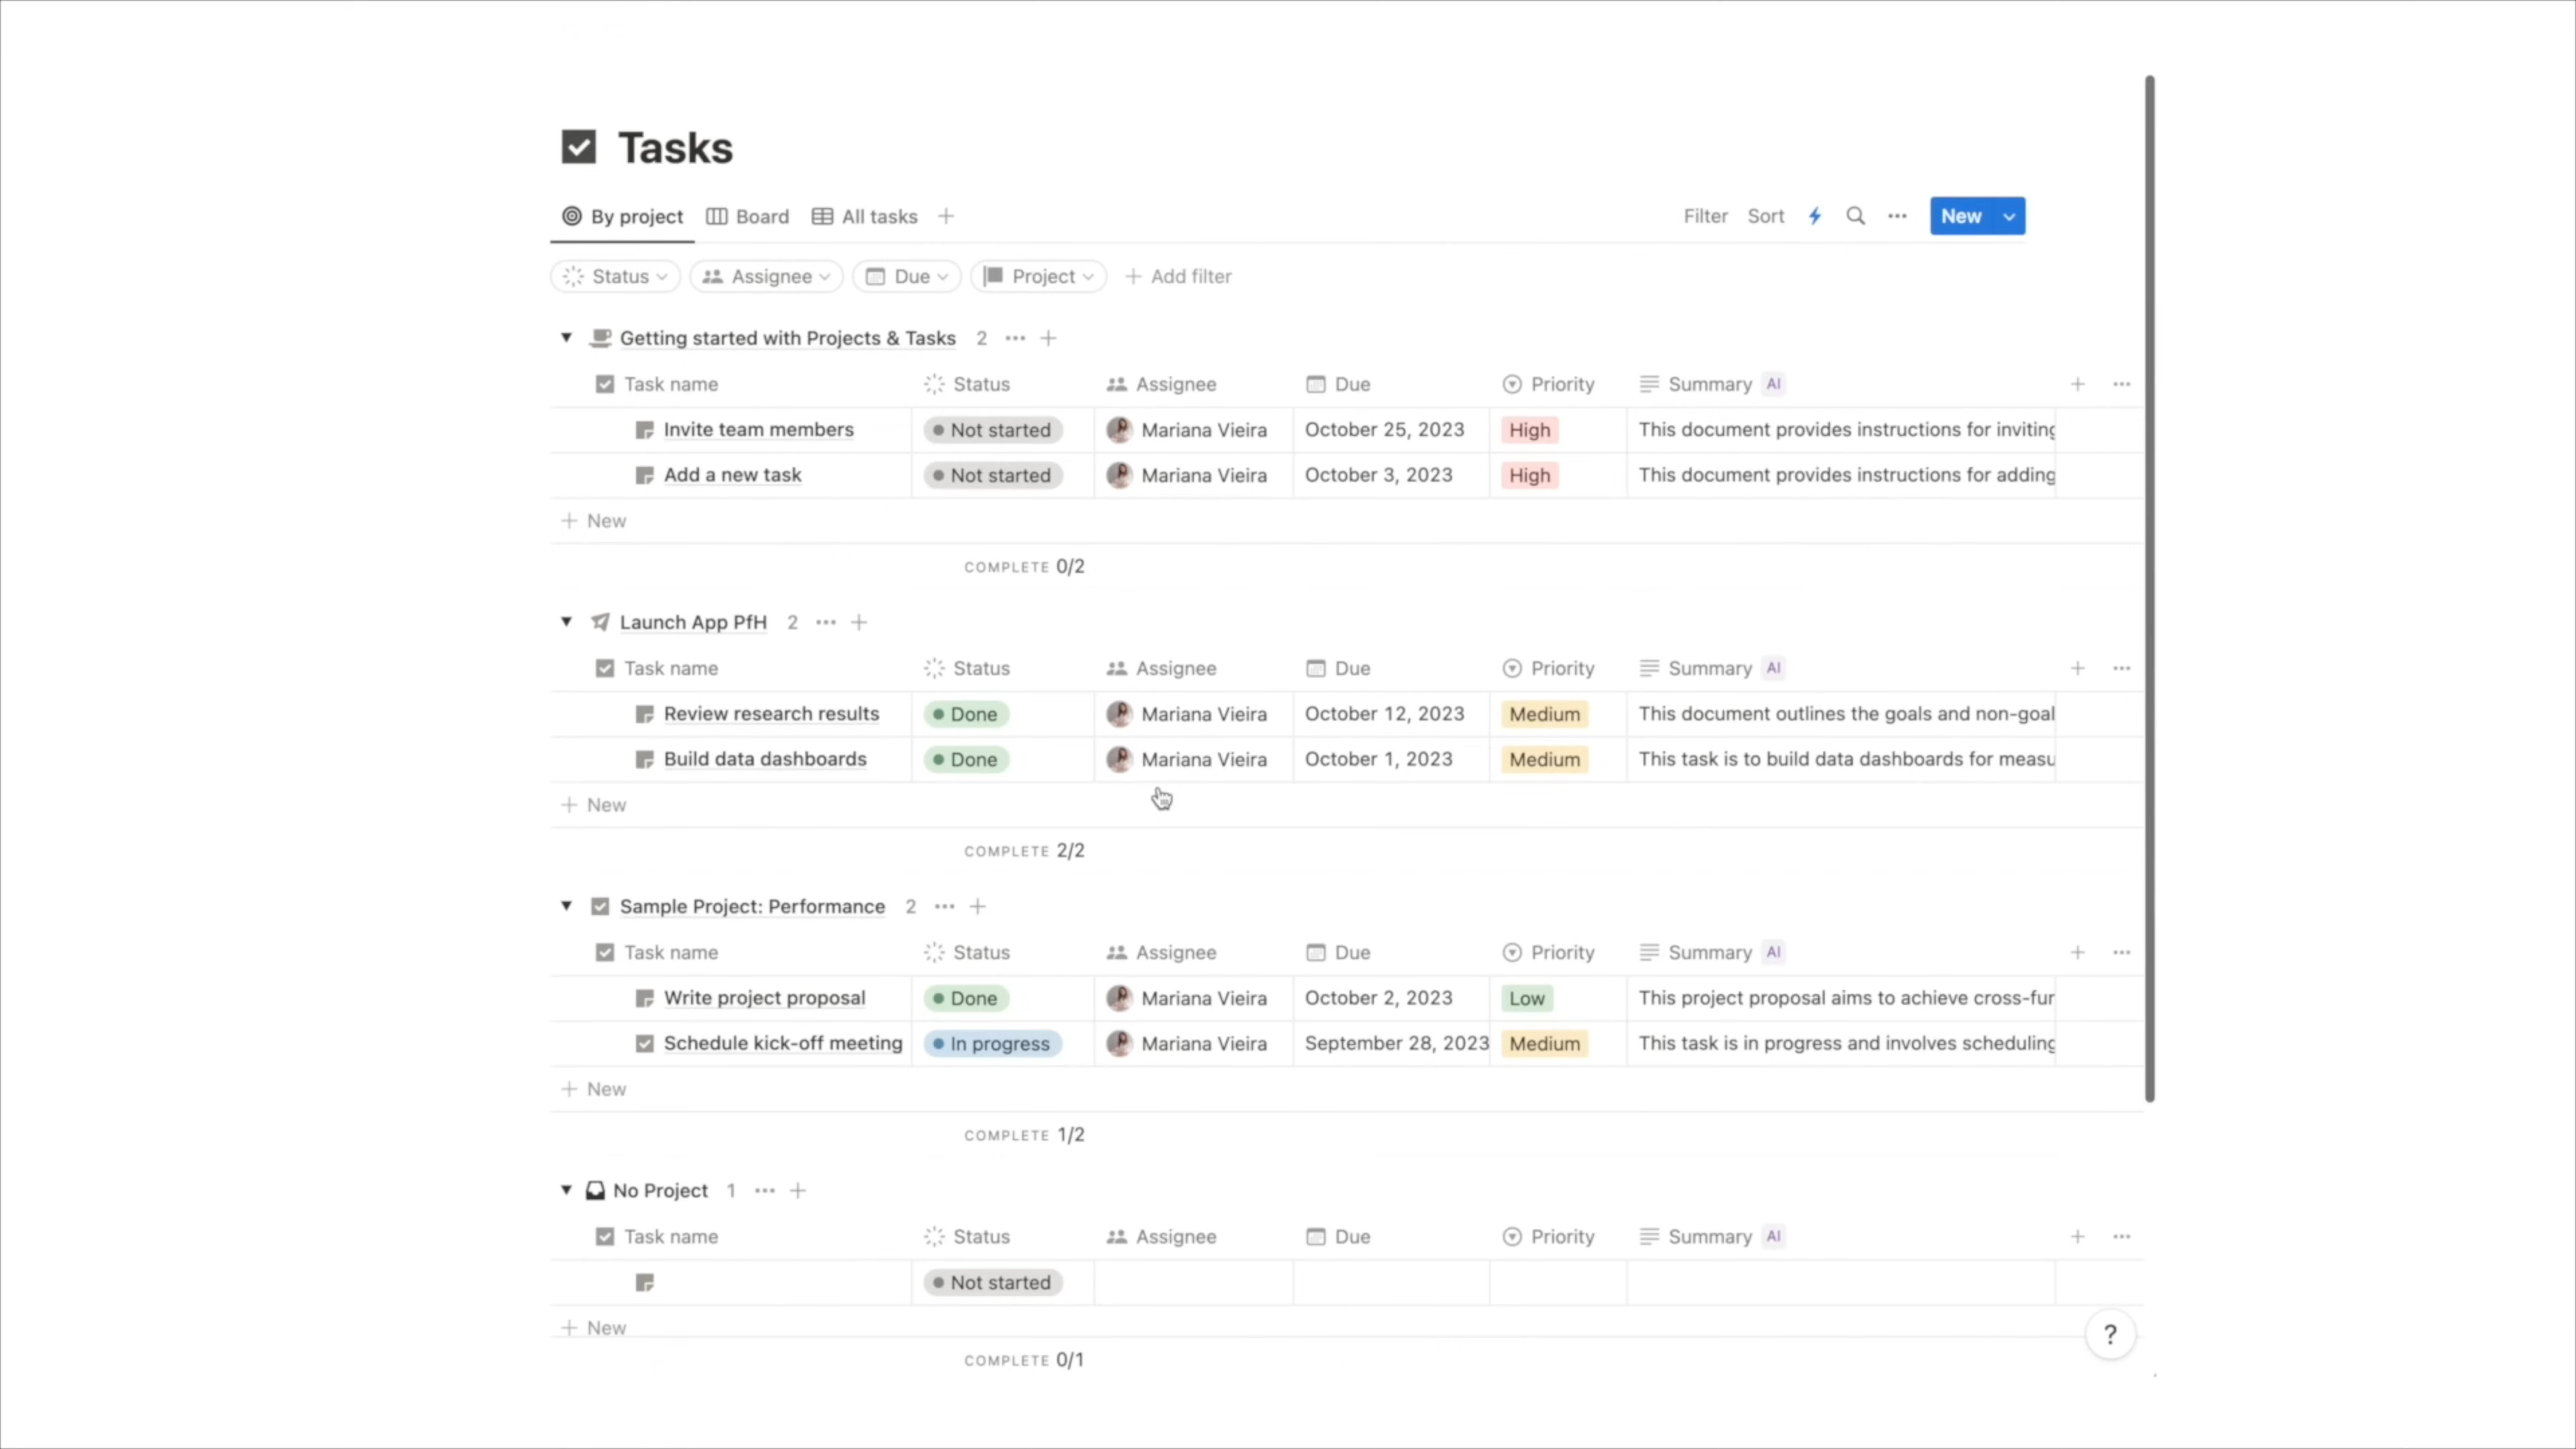 Tasks
By project Board All tasks Filter Sort New
Status Assignee Due Project Add filter
Getting started with Projects & Tasks 2
Task name Status Assignee Due Priority Summary AI
Invite team members Not started Mariana Vieira October 25, 2023 High This document provides instructions for inviting
Add a new task Not started Mariana Vieira October 3, 2023 High This document provides instructions for adding
New
COMPLETE 0/2
Launch App PfH 2
Task name Status Assignee Due Priority Summary AI
Review research results Done Mariana Vieira October 12, 2023 Medium This document outlines the goals and non-goal
Build data dashboards Done Mariana Vieira October 1, 2023 Medium This task is to build data dashboards for measu
New
COMPLETE 2/2
Sample Project: Performance 2
Task name Status Assignee Due Priority Summary AI
Write project proposal Done Mariana Vieira October 2, 2023 Low This project proposal aims to achieve cross-fun
Schedule kick-off meeting In progress Mariana Vieira September 28, 2023 Medium This task is in progress and involves scheduling
New
COMPLETE 1/2
No Project 1
Task name Status Assignee Due Priority Summary AI
Not started
New
?
COMPLETE 0/1